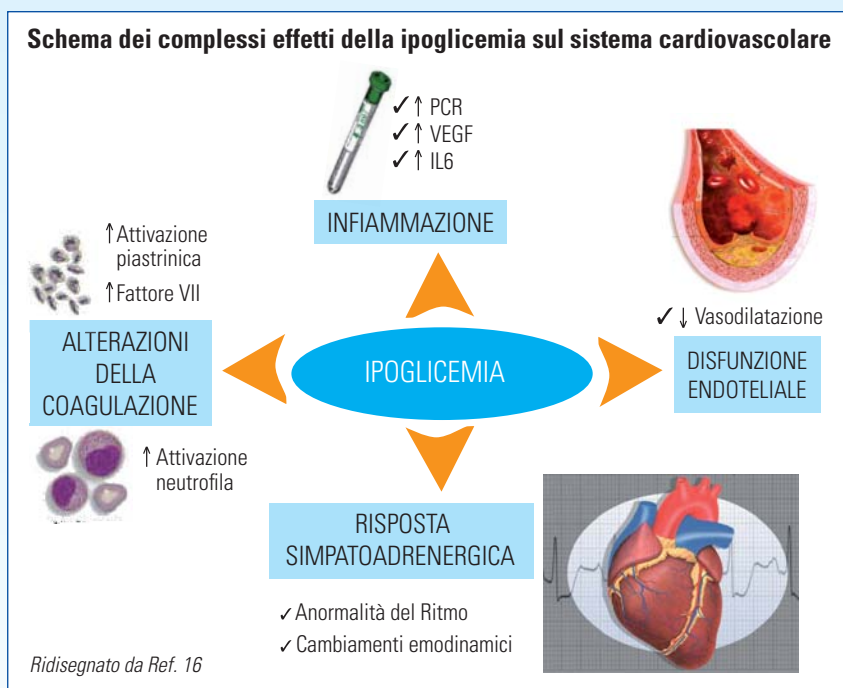 Schema dei complessi effetti della ipoglicemia sul sistema cardiovascolare
✓ ↑ PCR
✓ ↑ VEGF
✓ ↑ IL6
INFIAMMAZIONE
↑ Attivazione
piastrinica
↑ Fattore VII
ALTERAZIONI
DELLA
COAGULAZIONE
↑ Attivazione
neutrofila
IPOGLICEMIA
✓ ↓ Vasodilatazione
DISFUNZIONE
ENDOTELIALE
RISPOSTA
SIMPATOADRENERGICA
✓ Anormalità del Ritmo
✓ Cambiamenti emodinamici
Ridisegnato da Ref. 16